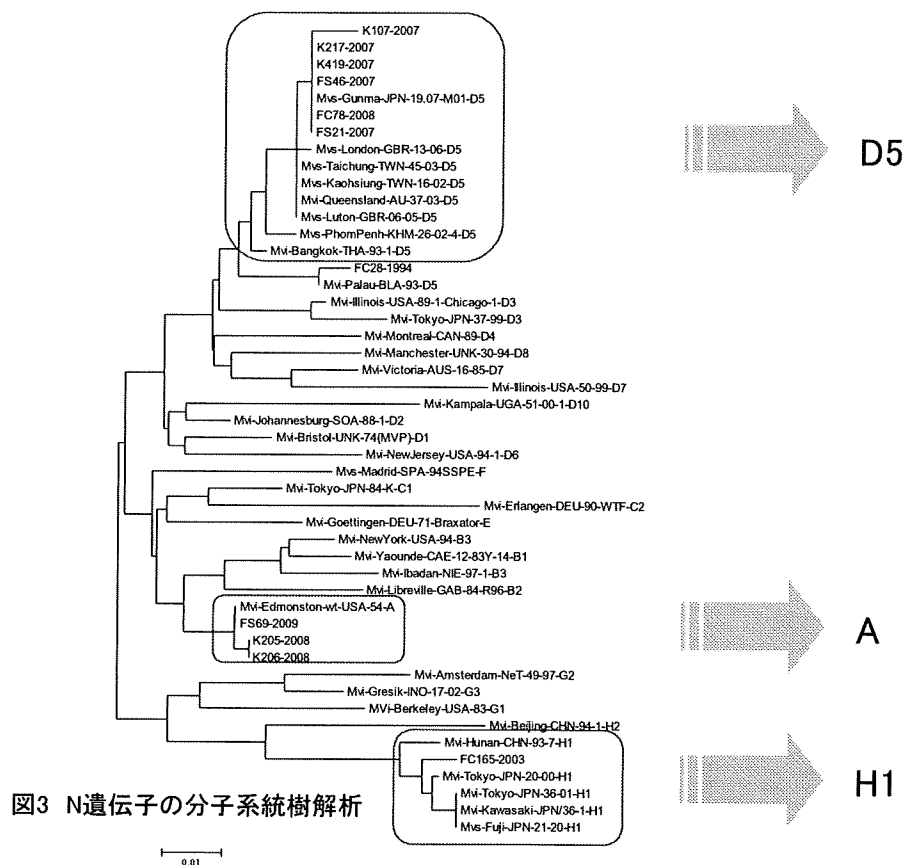 K107-2007
K217-2007
K419-2007
FS46-2007
Mvs-Gunma-JPN-19.07-M01-D5
FC78-2008
FS21-2007
Mvs-London-GBR-13-06-D5
Mvs-Taichung-TWN-45-03-D5
Mvs-Kaohsiung-TWN-16-02-D5
Mvi-Queensland-AU-37-03-D5
Mvs-Luton-GBR-06-05-D5
Mvs-PhomPenh-KHM-26-02-4-D5
Mvi-Bangkok-THA-93-1-D5
D5
FC28-1994
Mvi-Palau-BLA-93-D5
Mvi-Illinois-USA-89-1-Chicago-1-D3
Mvi-Tokyo-JPN-37-99-D3
Mvi-Montreal-CAN-89-D4
Mvi-Manchester-UNK-30-94-D8
Mvi-Victoria-AUS-16-85-D7
Mvi-Illinois-USA-50-99-D7
Mvi-Kampala-UGA-51-00-1-D10
Mvi-Johannesburg-SOA-88-1-D2
Mvi-Bristol-UNK-74(MVP)-D1
Mvi-NewJersey-USA-94-1-D6
Mvs-Madrid-SPA-94SSPE-F
Mvi-Tokyo-JPN-84-K-C1
Mvi-Erlangen-DEU-90-WTF-C2
Mvi-Goettingen-DEU-71-Braxator-E
Mvi-NewYork-USA-94-B3
Mvi-Yaounde-CAE-12-83Y-14-B1
Mvi-Ibadan-NIE-97-1-B3
Mvi-Libreville-GAB-84-R96-B2
Mvi-Edmonston-wt-USA-54-A
FS69-2009
K205-2008
K206-2008
A
Mvi-Amsterdam-NeT-49-97-G2
Mvi-Gresik-INO-17-02-G3
MVi-Berkeley-USA-83-G1
Mvi-Beijing-CHN-94-1-H2
Mvi-Hunan-CHN-93-7-H1
FC165-2003
Mvi-Tokyo-JPN-20-00-H1
Mvi-Tokyo-JPN-36-01-H1
Mvi-Kawasaki-JPN/36-1-H1
Mvs-Fuji-JPN-21-20-H1
H1
図3 N遺伝子の分子系統樹解析
0.01